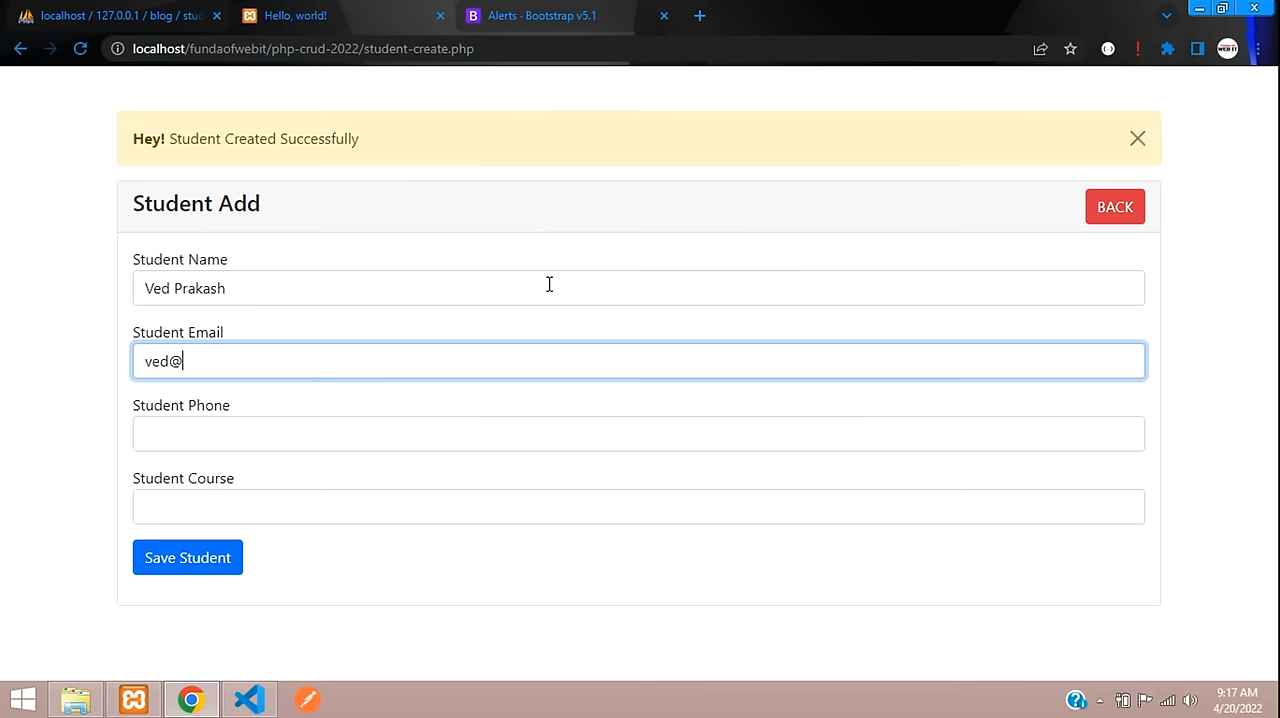 localhost / 127.0.0.1 / blog / stud
Hello, world!
B Alerts - Bootstrap v5.1
localhost/fundaofwebit/php-crud-2022/student-create.php
Hey! Student Created Successfully
Student Add
BACK
Student Name
Ved Prakash
Student Email
ved@
Student Phone
Student Course
Save Student
9:17 AM
4/20/2022